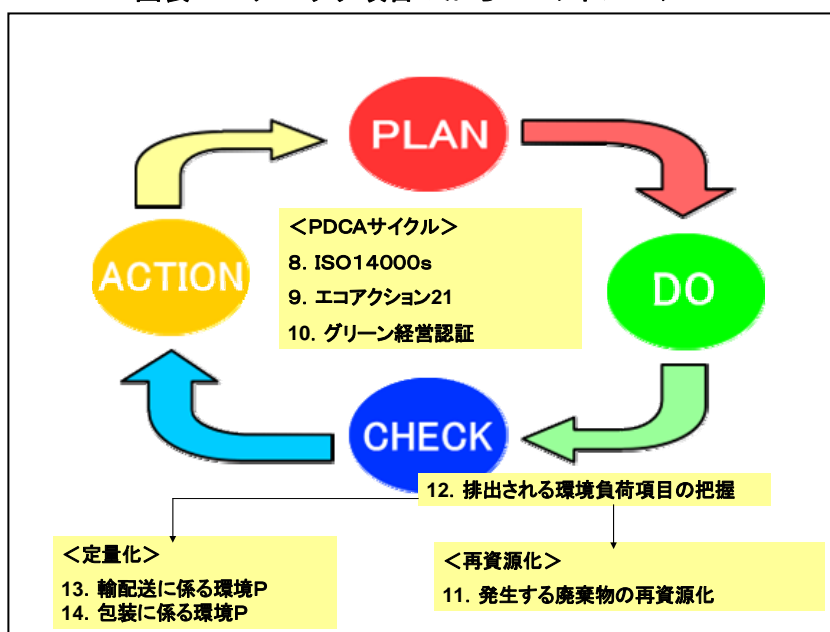 PLAN
ACTION
<PDCAサイクル>
8. ISO14000s
9. エコアクション21
10. グリーン経営認証
DO
CHECK
12. 排出される環境負荷項目の把握
<定量化>
13. 輸配送に係る環境P
14. 包装に係る環境P
<再資源化>
11. 発生する廃棄物の再資源化